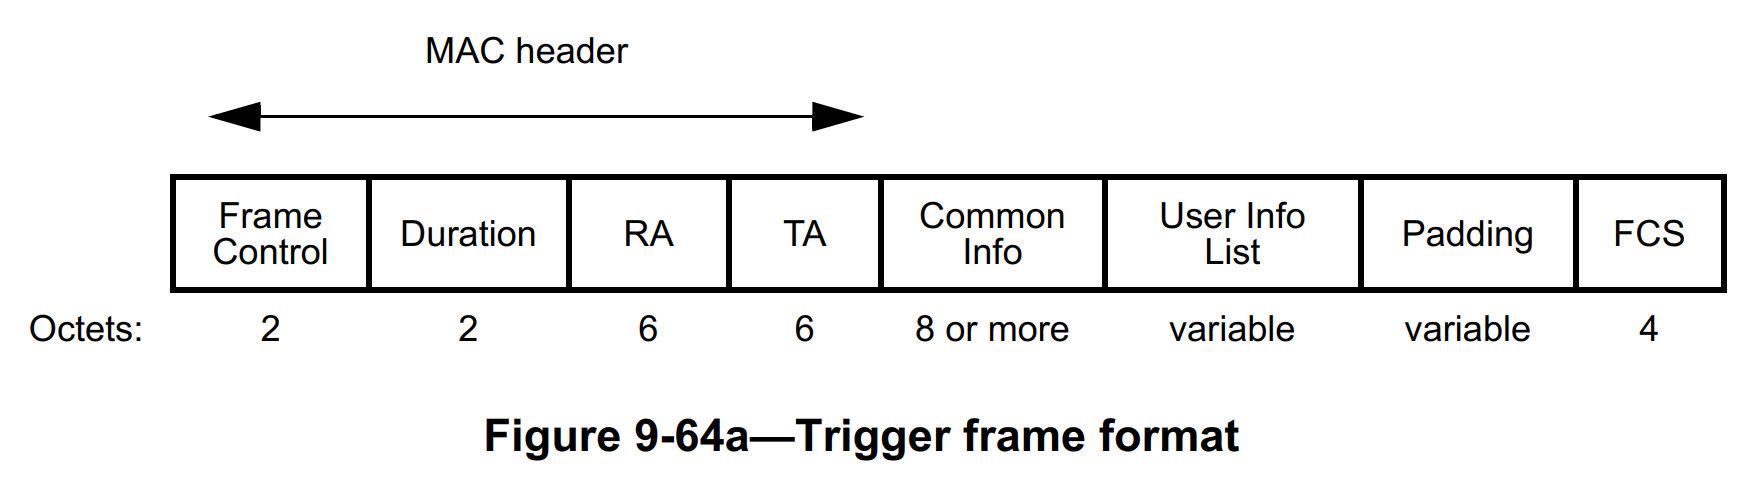 MAC header
Frame Control Duration RA TA Common Info User Info List Padding FCS
Octets: 2 2 6 6 8 or more variable variable 4
Figure 9-64a—Trigger frame format